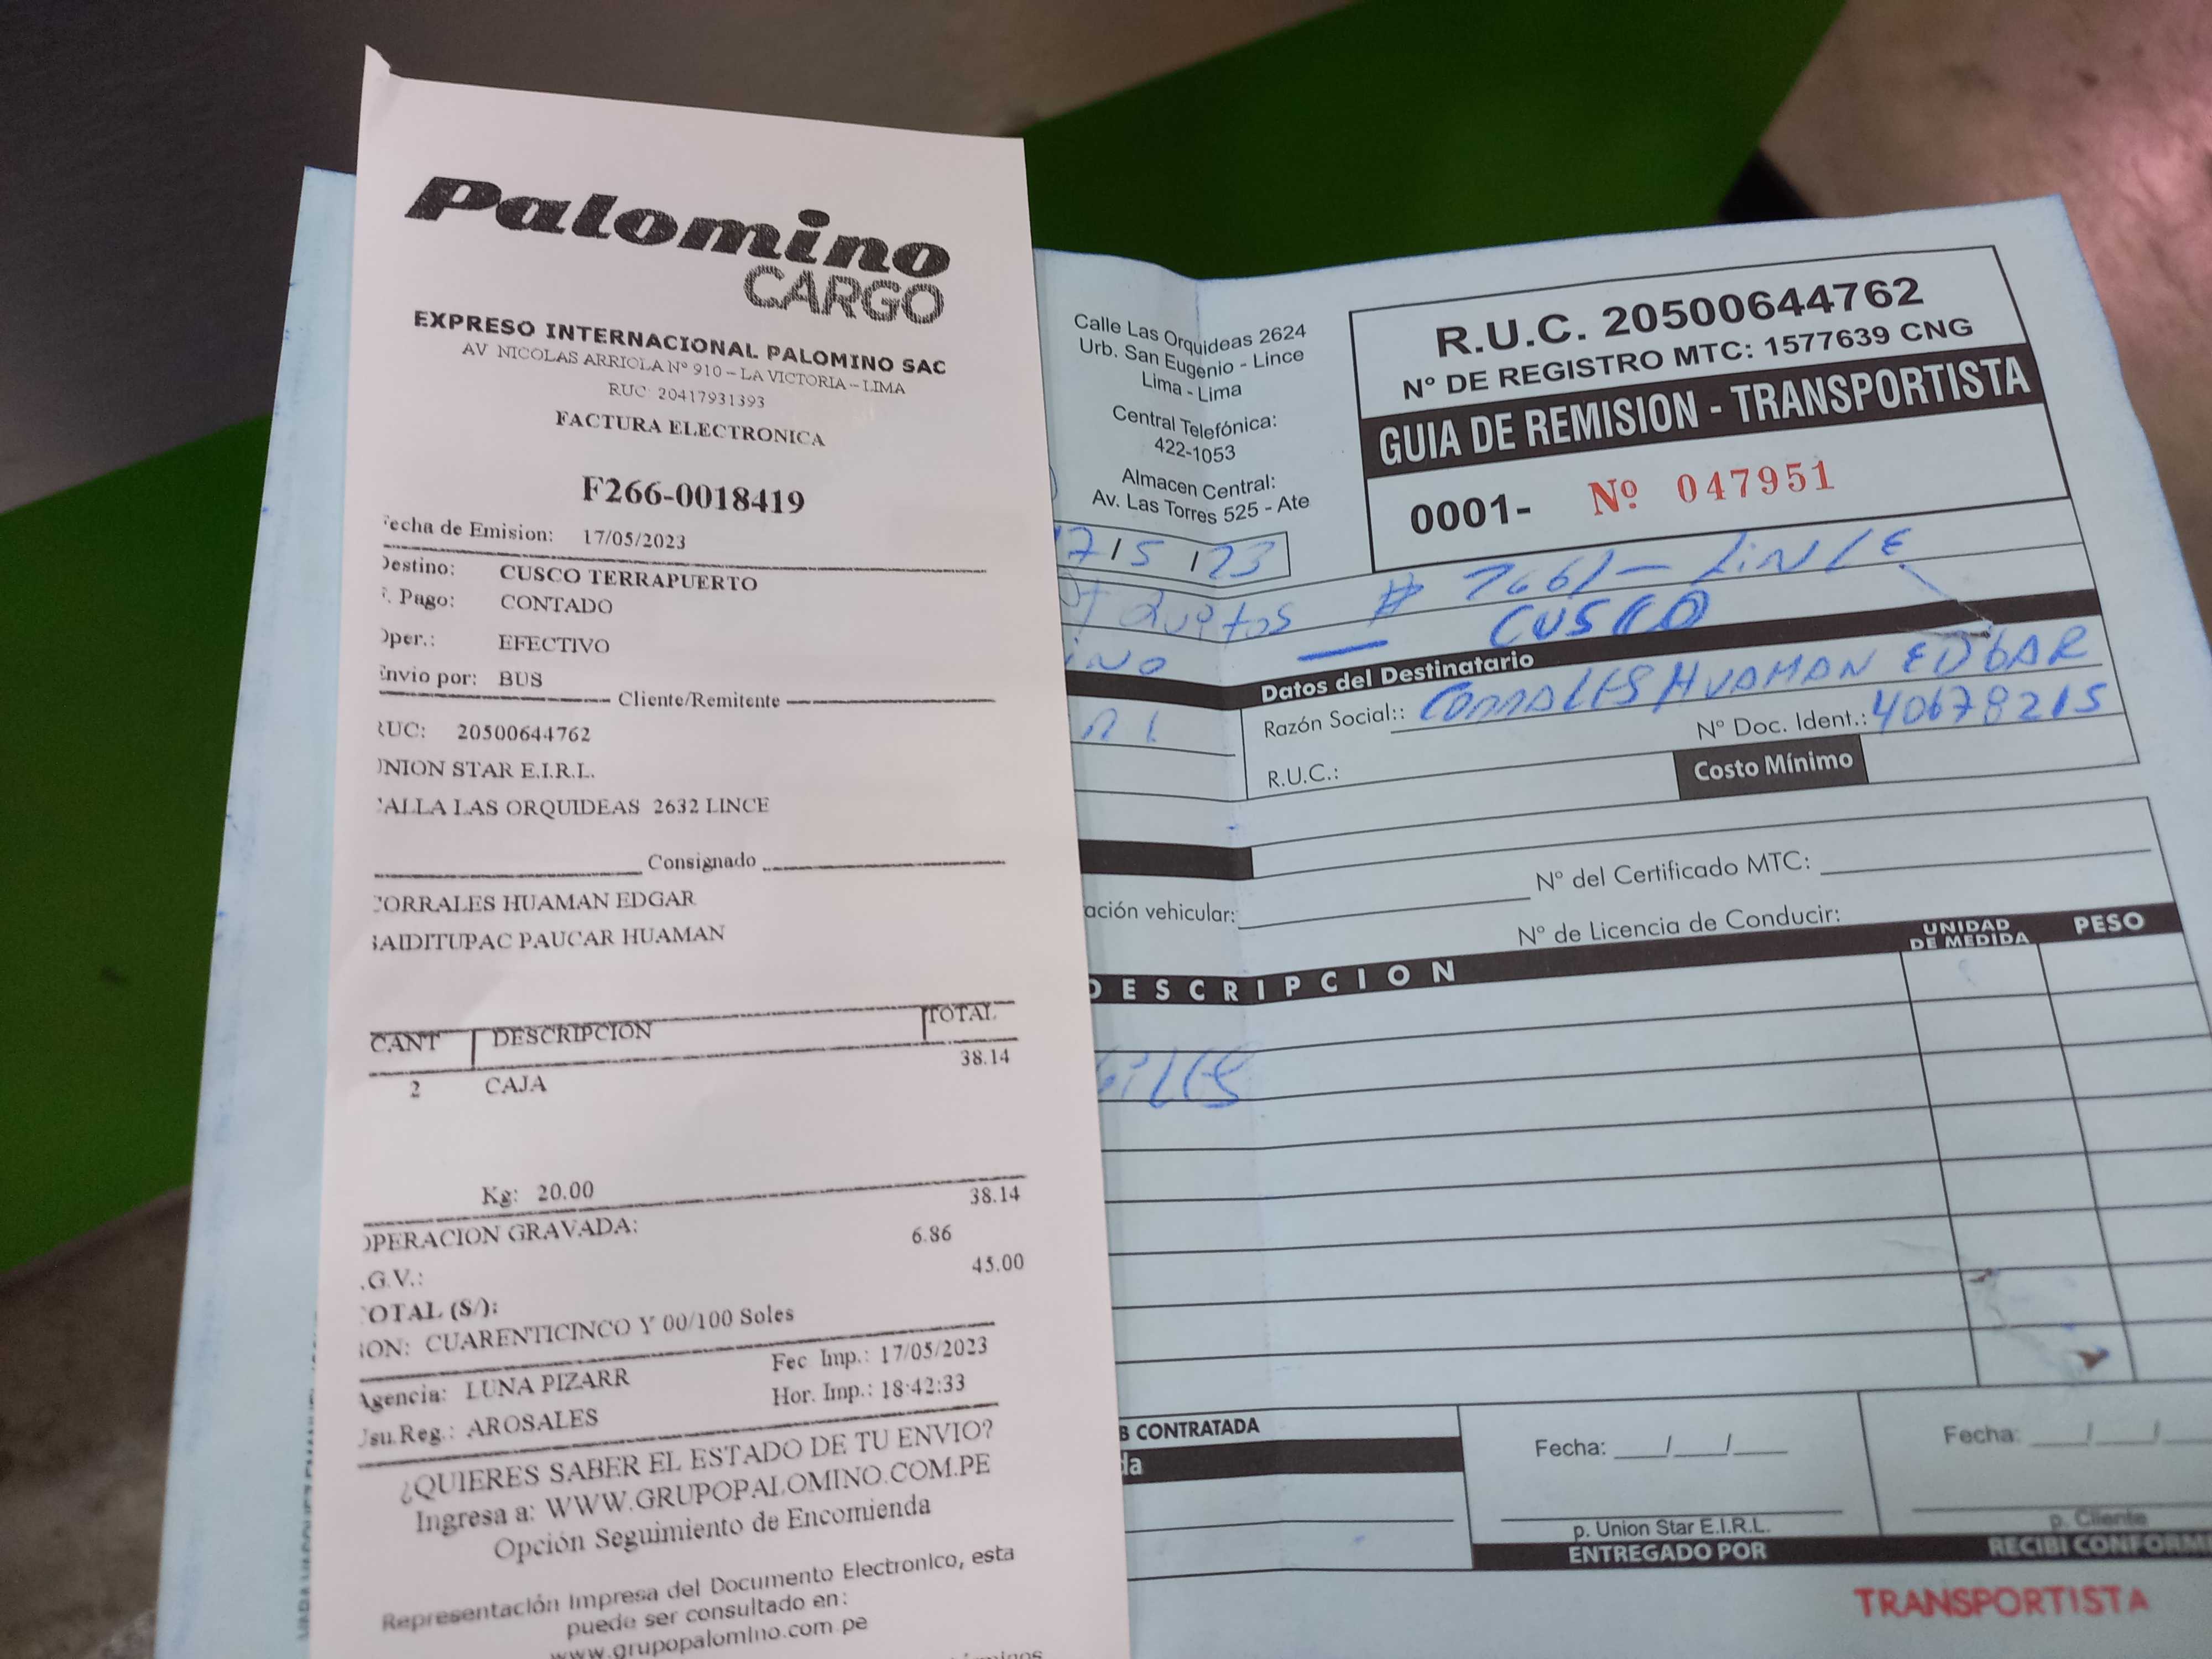 Palomino
CARGO
EXPRESO INTERNACIONAL PALOMINO SAC
AV NICOLAS ARRIOLA Nº 910 – LA VICTORIA – LIMA
RUC: 20417931393
FACTURA ELECTRONICA
F266-0018419
echa de Emision: 17/05/2023
Destino: CUSCO TERRAPUERTO
. Pago: CONTADO
Oper.: EFECTIVO
Envio por: BUS
Cliente/Remitente
RUC: 20500644762
UNION STAR E.I.R.L.
CALLA LAS ORQUIDEAS 2632 LINCE
Consignado
CORRALES HUAMAN EDGAR
SAIDITUPAC PAUCAR HUAMAN
CANT DESCRIPCION TOTAL
2 CAJA 38.14
Kg: 20.00
OPERACION GRAVADA: 38.14
.G.V.: 6.86
TOTAL (S/): 45.00
SON: CUARENTICINCO Y 00/100 Soles
Agencia: LUNA PIZARR Fec Imp.: 17/05/2023
Usu.Reg.: AROSALES Hor. Imp.: 18:42:33
¿QUIERES SABER EL ESTADO DE TU ENVIO?
Ingresa a: WWW.GRUPOPALOMINO.COM.PE
Opción Seguimiento de Encomienda
Representación Impresa del Documento Electronico, esta
puede ser consultado en:
www.grupopalomino.com.pe
Calle Las Orquideas 2624
Urb. San Eugenio - Lince
Lima - Lima
Central Telefónica:
422-1053
Almacen Central:
Av. Las Torres 525 - Ate
R.U.C. 20500644762
Nº DE REGISTRO MTC: 1577639 CNG
GUIA DE REMISION - TRANSPORTISTA
0001- Nº 047951
17/5/23
# 7661 - LINCE
INO — CUSCO
Datos del Destinatario
Razón Social:: CORRALES HUAMAN EDGAR
Nº Doc. Ident.: 40678215
R.U.C.:
Costo Mínimo
Nº del Certificado MTC:
ación vehicular:
Nº de Licencia de Conducir:
DESCRIPCION UNIDAD DE MEDIDA PESO
B CONTRATADA
da
Fecha: / /
Fecha: / /
p. Union Star E.I.R.L.
ENTREGADO POR
p. Cliente
RECIBI CONFORM
TRANSPORTISTA